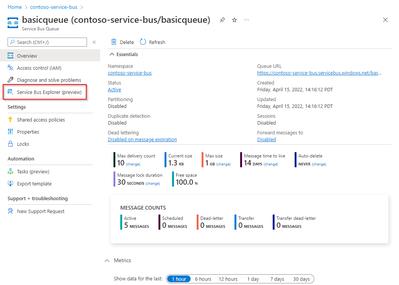 Home > contoso-service-bus >
basicqueue (contoso-service-bus/basicqueue)
Service Bus Queue
Search (Ctrl+/)
Delete Refresh
Overview
Access control (IAM)
Diagnose and solve problems
Service Bus Explorer (preview)
Settings
Shared access policies
Properties
Locks
Automation
Tasks (preview)
Export template
Support + troubleshooting
New Support Request
Essentials
Namespace
contoso-service-bus
Queue URL
https://contoso-service-bus.servicebus.windows.net/bas...
Status
Active
Created
Friday, April 15, 2022, 14:16:12 PDT
Partitioning
Disabled
Updated
Friday, April 15, 2022, 14:16:12 PDT
Duplicate detection
Disabled
Sessions
Disabled
Dead lettering
Disabled on message expiration
Forward messages to
Disabled
Max delivery count
10 (change)
Current size
1.3 KB
Max size
1 GB (change)
Message time to live
14 DAYS (change)
Auto-delete
NEVER (change)
Message lock duration
30 SECONDS (change)
Free space
100.0 %
MESSAGE COUNTS
Active
5 MESSAGES
Scheduled
0 MESSAGES
Dead-letter
0 MESSAGES
Transfer
0 MESSAGES
Transfer dead-letter
0 MESSAGES
Metrics
Show data for the last: 1 hour 6 hours 12 hours 1 day 7 days 30 days